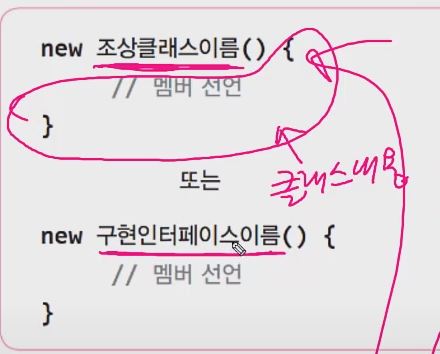 new 조상클래스이름() {
// 멤버 선언
}
클래스내용
또는
new 구현인터페이스이름() {
// 멤버 선언
}